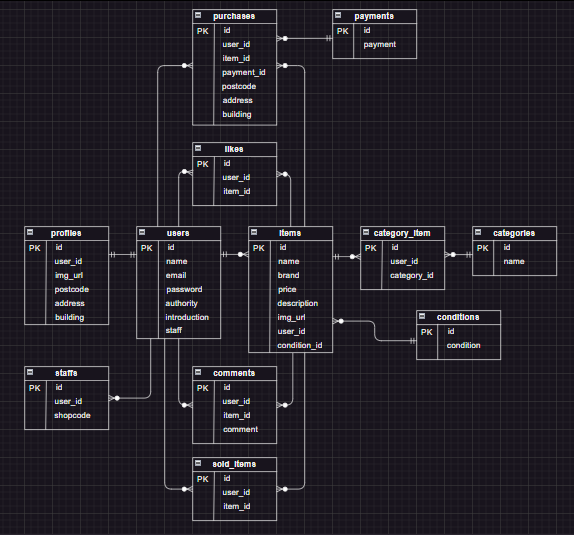 purchases
PK id
user_id
item_id
payment_id
postcode
address
building
payments
PK id
payment
likes
PK id
user_id
item_id
profiles
PK id
user_id
img_url
postcode
address
building
users
PK id
name
email
password
authority
introduction
staff
items
PK id
name
brand
price
description
img_url
user_id
condition_id
category_item
PK id
user_id
category_id
categories
PK id
name
conditions
PK id
condition
staffs
PK id
user_id
shopcode
comments
PK id
user_id
item_id
comment
sold_items
PK id
user_id
item_id